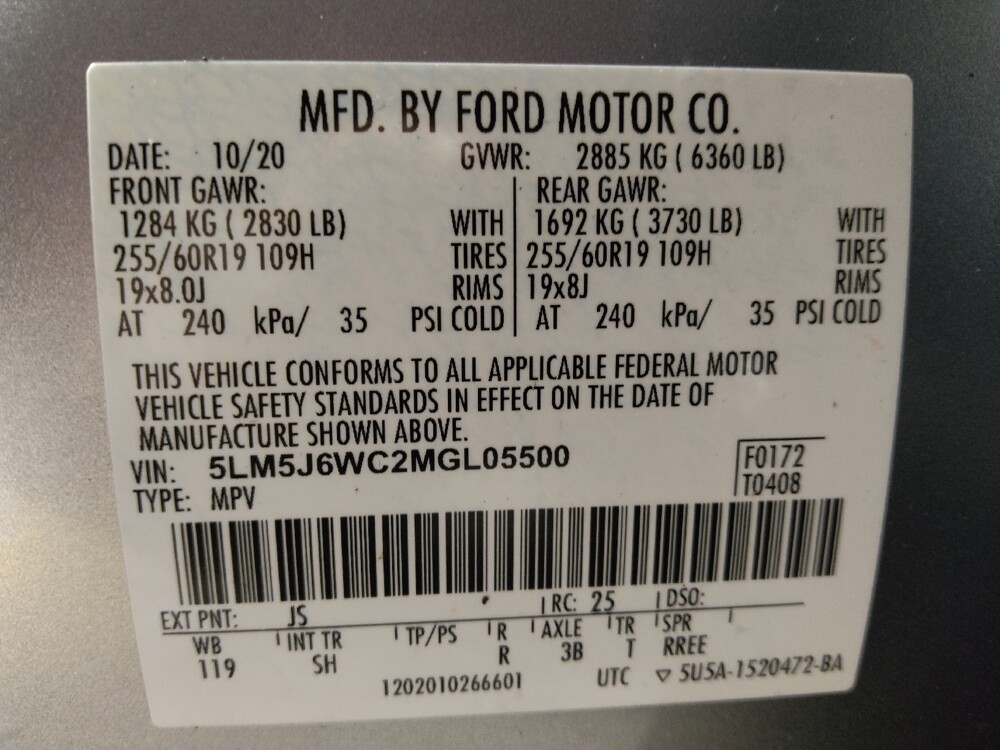 MFD. BY FORD MOTOR CO.
DATE: 10/20 GVWR: 2885 KG ( 6360 LB)
FRONT GAWR: REAR GAWR:
1284 KG ( 2830 LB) WITH 1692 KG ( 3730 LB) WITH
255/60R19 109H TIRES 255/60R19 109H TIRES
19x8.0J RIMS 19x8J RIMS
AT 240 kPa/ 35 PSI COLD AT 240 kPa/ 35 PSI COLD
THIS VEHICLE CONFORMS TO ALL APPLICABLE FEDERAL MOTOR
VEHICLE SAFETY STANDARDS IN EFFECT ON THE DATE OF
MANUFACTURE SHOWN ABOVE.
VIN: 5LM5J6WC2MGL05500 F0172
TYPE: MPV T0408
EXT PNT: JS RC: 25 DSO:
WB INT TR TP/PS R AXLE TR SPR
119 SH R 3B T RREE
1202010266601 UTC ▽ 5U5A-1520472-BA